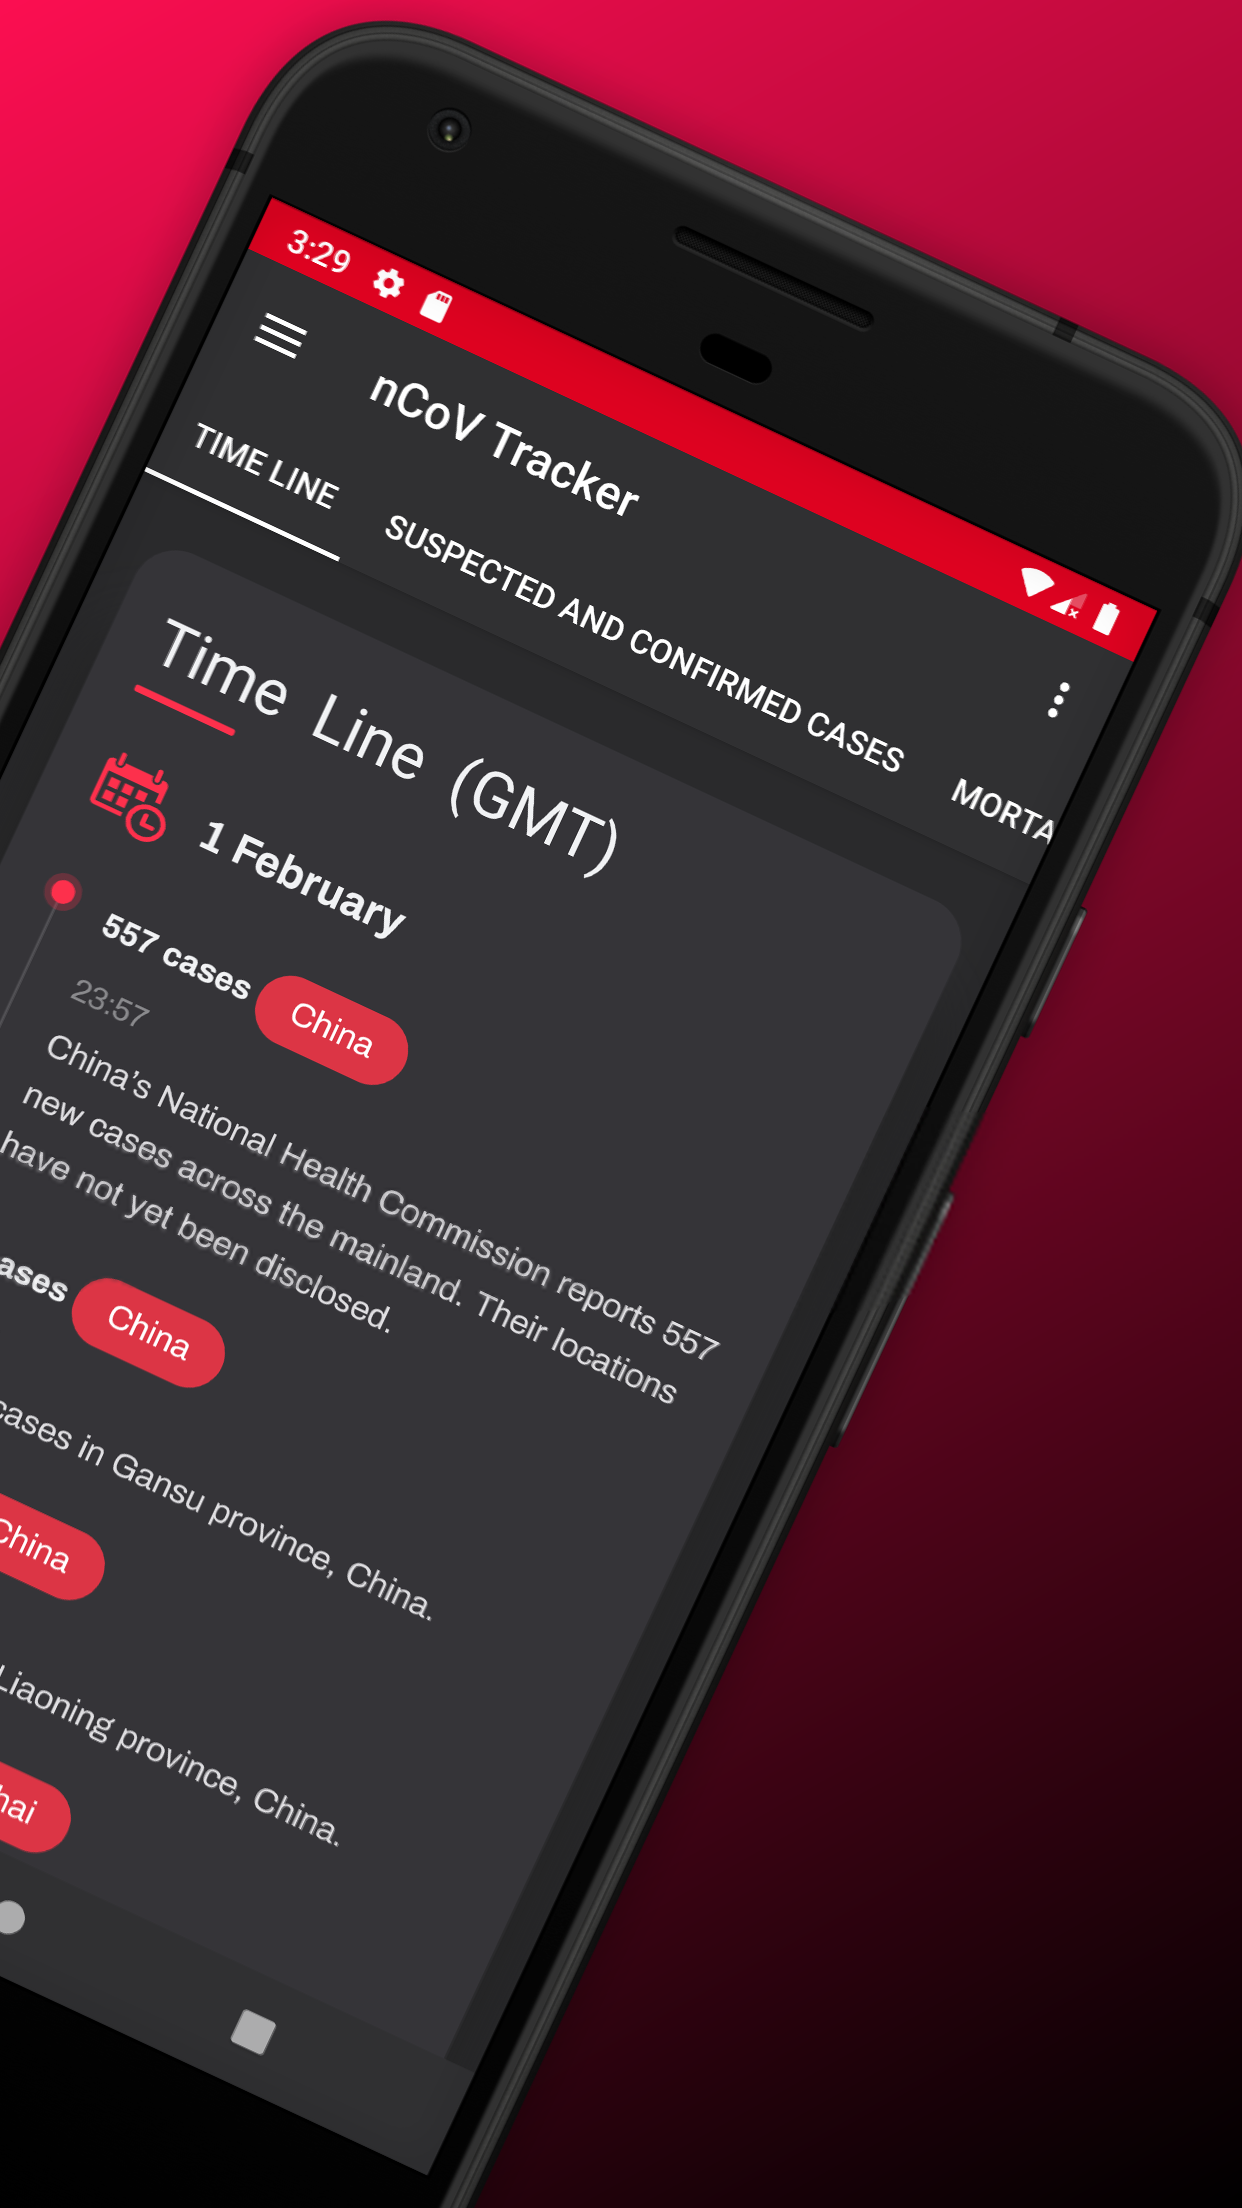 3:29
nCoV Tracker
TIME LINE
SUSPECTED AND CONFIRMED CASES
MORTA
Time Line (GMT)
1 February
557 cases
China
23:57
China’s National Health Commission reports 557
new cases across the mainland. Their locations
have not yet been disclosed.
ases
China
cases in Gansu province, China.
China
Liaoning province, China.
hai